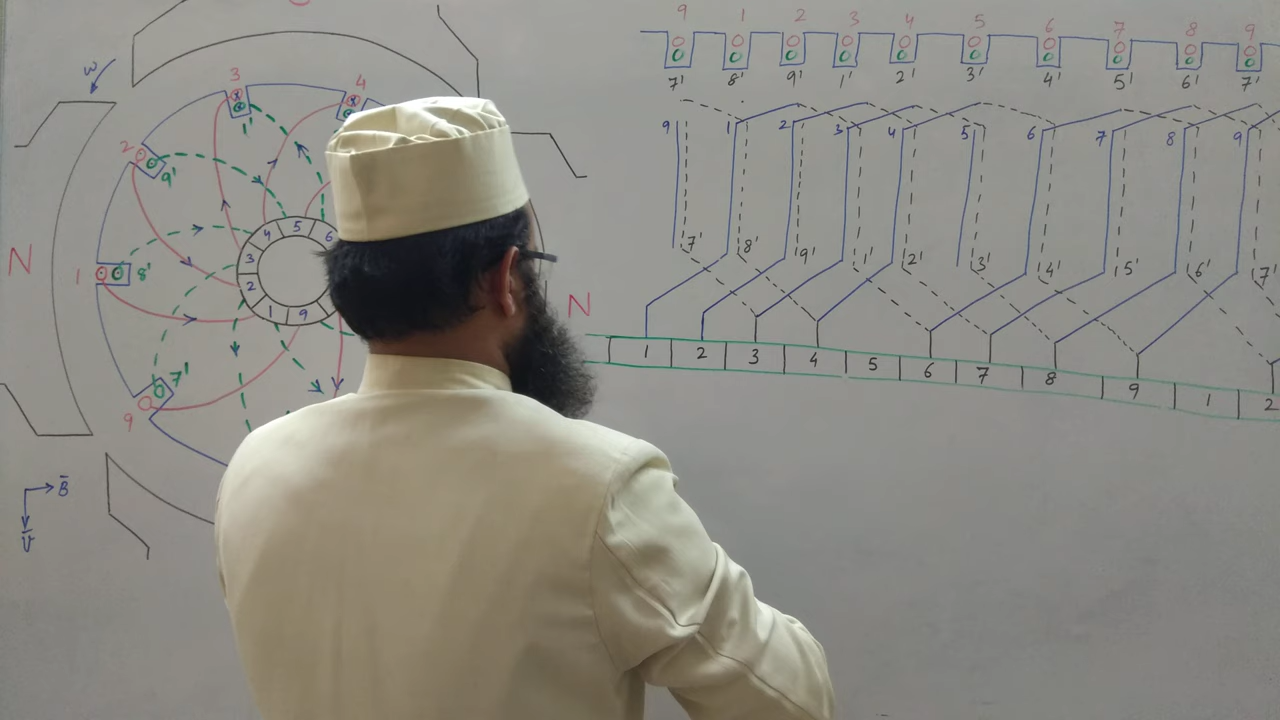 9 1 2 3 4 5 6 7 8 9
7' 8' 9' 1' 2' 3' 4' 5' 6' 7'
9 1 2 3 4 5 6 7 8 9
7' 8' 9' 1' 2' 3' 4' 5' 6' 7'
1 2 3 4 5 6 7 8 9 1 2
ω
3 4
1'
2
9'
N
1 8'
4 5 6
3
2
1 9
N
7'
9
B̄
v̄